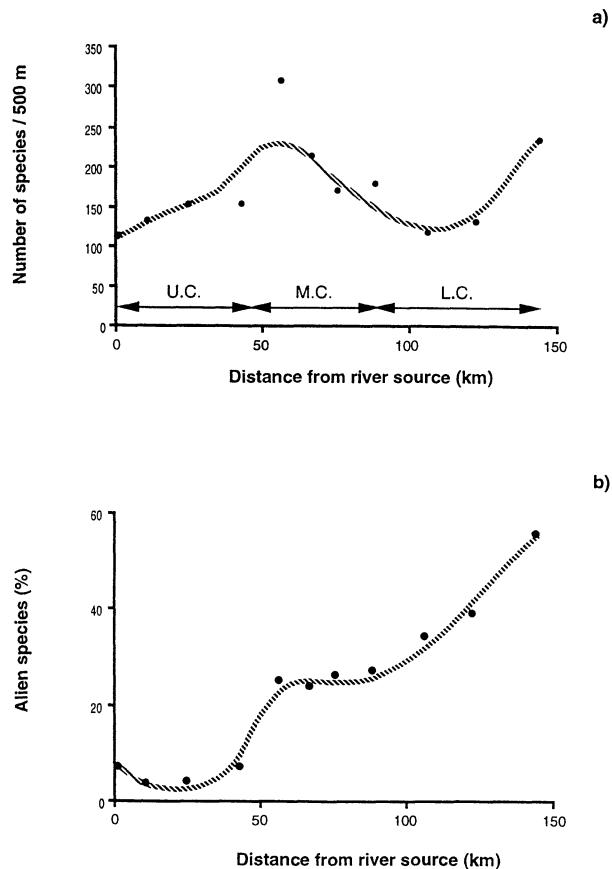 a)
Number of species / 500 m
350
300
250
200
150
100
50
0
U.C. M.C. L.C.
0 50 100 150
Distance from river source (km)
b)
Alien species (%)
60
40
20
0
0 50 100 150
Distance from river source (km)